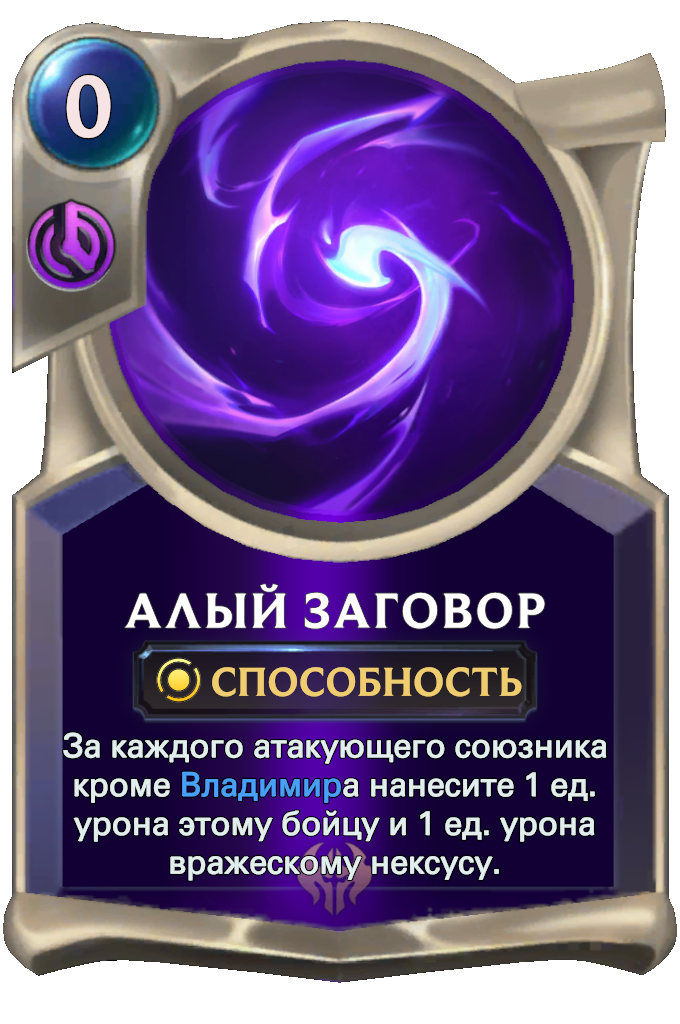 0
АЛЫЙ ЗАГОВОР
СПОСОБНОСТЬ
За каждого атакующего союзника
кроме Владимира нанесите 1 ед.
урона этому бойцу и 1 ед. урона
вражескому нексусу.